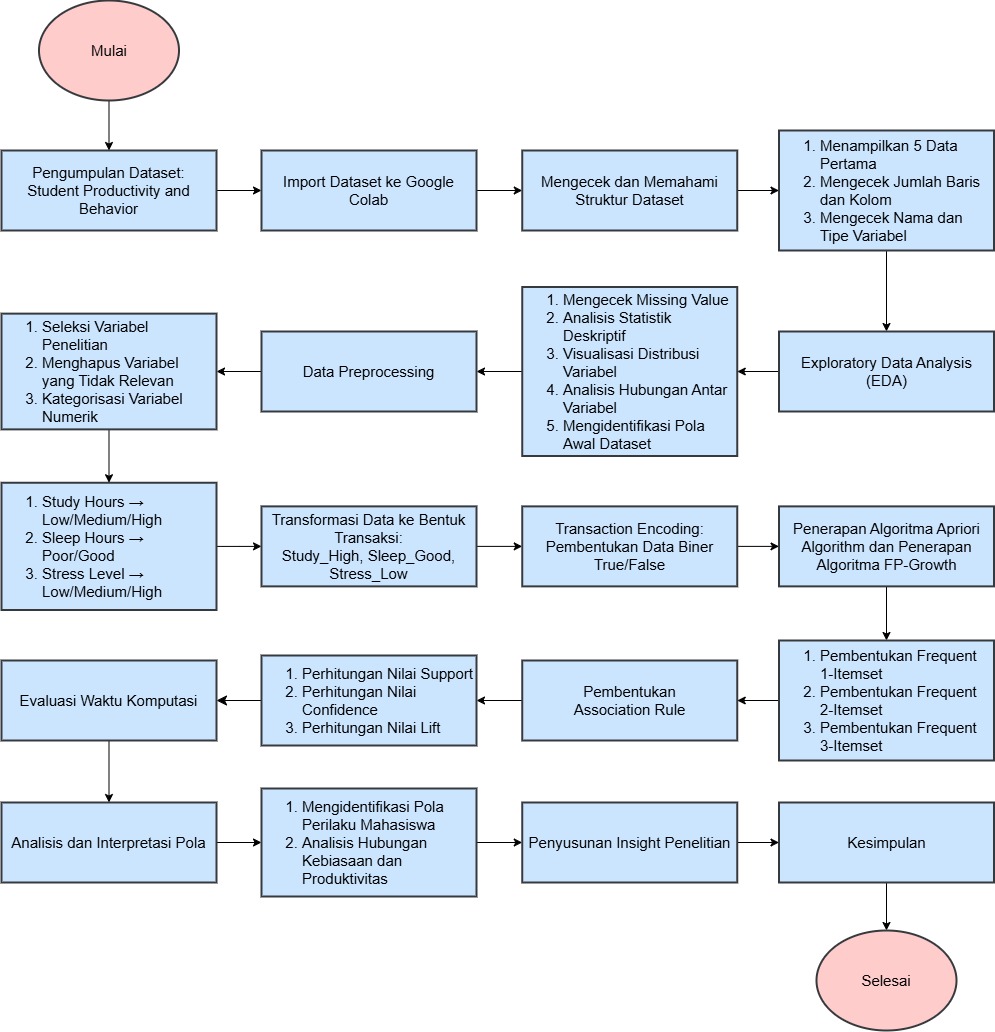 Mulai
Pengumpulan Dataset:
Student Productivity and
Behavior
Import Dataset ke Google
Colab
Mengecek dan Memahami
Struktur Dataset
1. Menampilkan 5 Data
Pertama
2. Mengecek Jumlah Baris
dan Kolom
3. Mengecek Nama dan
Tipe Variabel
Exploratory Data Analysis
(EDA)
1. Mengecek Missing Value
2. Analisis Statistik
Deskriptif
3. Visualisasi Distribusi
Variabel
4. Analisis Hubungan Antar
Variabel
5. Mengidentifikasi Pola
Awal Dataset
Data Preprocessing
1. Seleksi Variabel
Penelitian
2. Menghapus Variabel
yang Tidak Relevan
3. Kategorisasi Variabel
Numerik
1. Study Hours →
Low/Medium/High
2. Sleep Hours →
Poor/Good
3. Stress Level →
Low/Medium/High
Transformasi Data ke Bentuk
Transaksi:
Study_High, Sleep_Good,
Stress_Low
Transaction Encoding:
Pembentukan Data Biner
True/False
Penerapan Algoritma Apriori
Algorithm dan Penerapan
Algoritma FP-Growth
1. Pembentukan Frequent
1-Itemset
2. Pembentukan Frequent
2-Itemset
3. Pembentukan Frequent
3-Itemset
Pembentukan
Association Rule
1. Perhitungan Nilai Support
2. Perhitungan Nilai
Confidence
3. Perhitungan Nilai Lift
Evaluasi Waktu Komputasi
Analisis dan Interpretasi Pola
1. Mengidentifikasi Pola
Perilaku Mahasiswa
2. Analisis Hubungan
Kebiasaan dan
Produktivitas
Penyusunan Insight Penelitian
Kesimpulan
Selesai